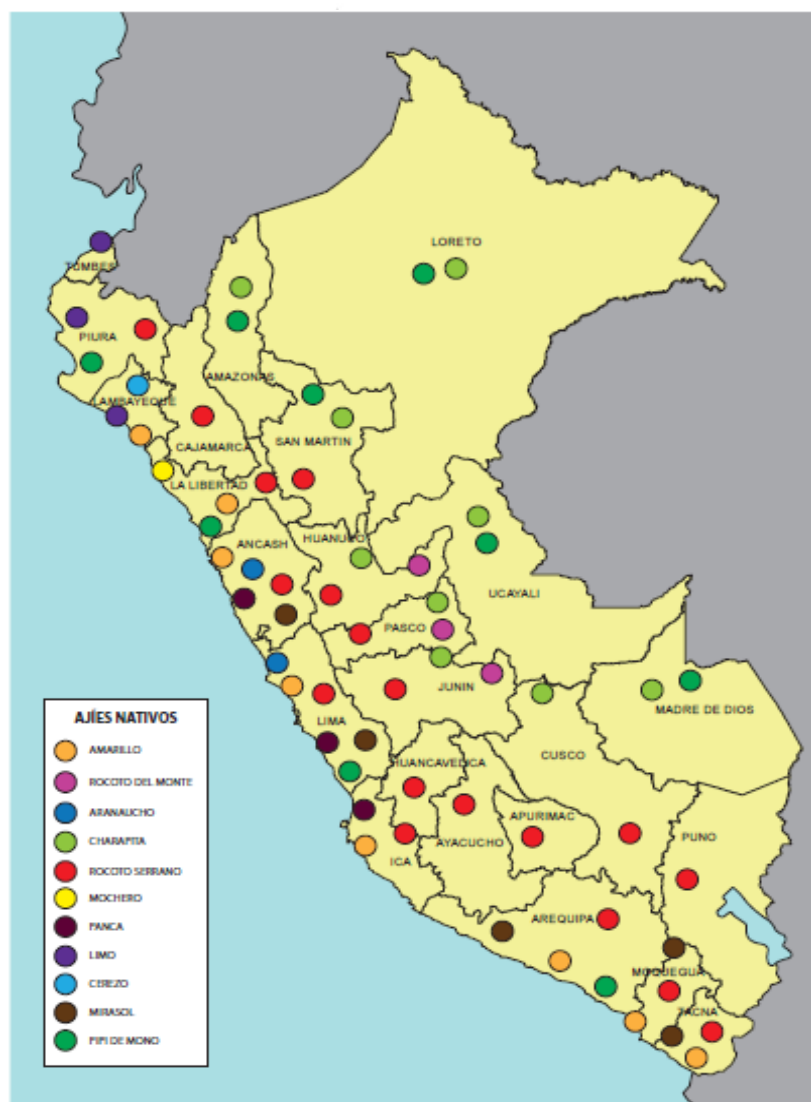 LORETO
TUMBES
PIURA
AMAZONAS
LAMBAYEQUE
CAJAMARCA
SAN MARTIN
LA LIBERTAD
ANCASH
HUANUCO
UCAYALI
PASCO
JUNIN
MADRE DE DIOS
LIMA
HUANCAVEDICA
CUSCO
APURIMAC
PUNO
AYACUCHO
ICA
AREQUIPA
MOQUEGUA
TACNA
AJÍES NATIVOS
AMARILLO
ROCOTO DEL MONTE
ARANAUCHO
CHARAPITA
ROCOTO SERRANO
MOCHERO
PANCA
LIMO
CEREZO
MIRASOL
PIPI DE MONO